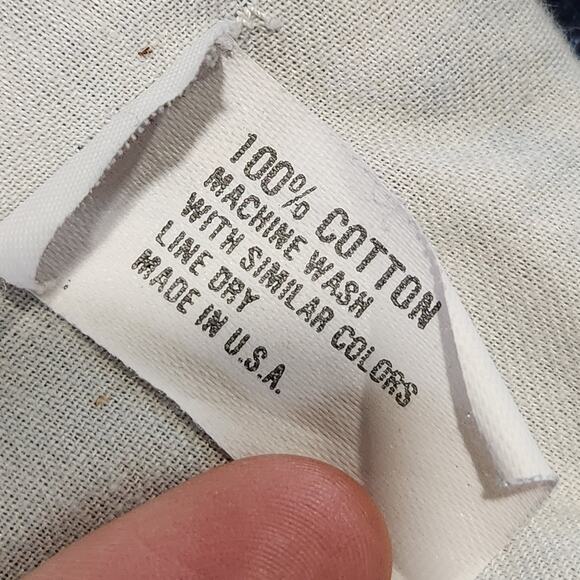 100% COTTON
MACHINE WASH
WITH SIMILAR COLORS
LINE DRY
MADE IN U.S.A.